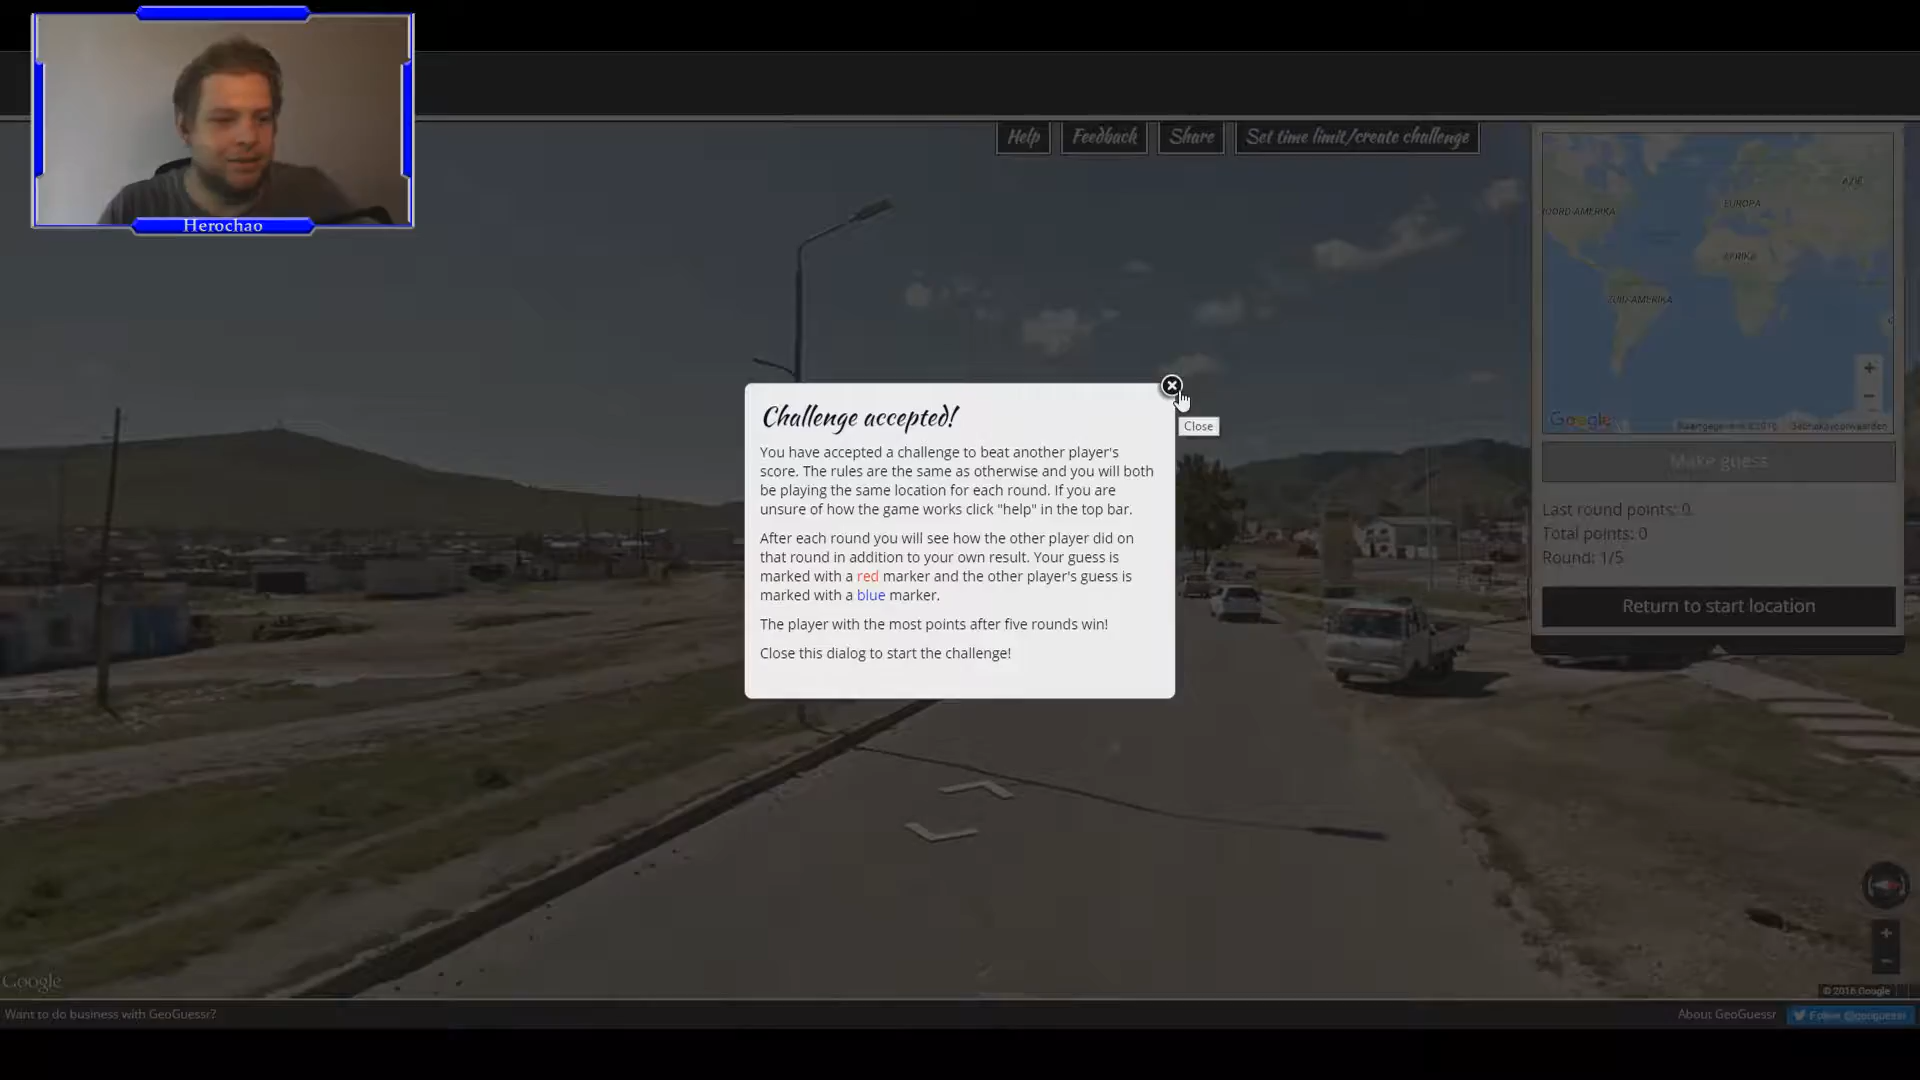 Herochao
Help
Feedback
Share
Set time limit/create challenge
AZIË
EUROPA
NOORD-AMERIKA
AFRIKA
ZUID-AMERIKA
Google
Gebruiksvoorwaarden
Make guess
Last round points: 0
Total points: 0
Round: 1/5
Return to start location
Challenge accepted!
Close
You have accepted a challenge to beat another player's
score. The rules are the same as otherwise and you will both
be playing the same location for each round. If you are
unsure of how the game works click "help" in the top bar.
After each round you will see how the other player did on
that round in addition to your own result. Your guess is
marked with a red marker and the other player's guess is
marked with a blue marker.
The player with the most points after five rounds win!
Close this dialog to start the challenge!
Google
© 2016 Google
Want to do business with GeoGuessr?
About GeoGuessr
Follow @geoguessr